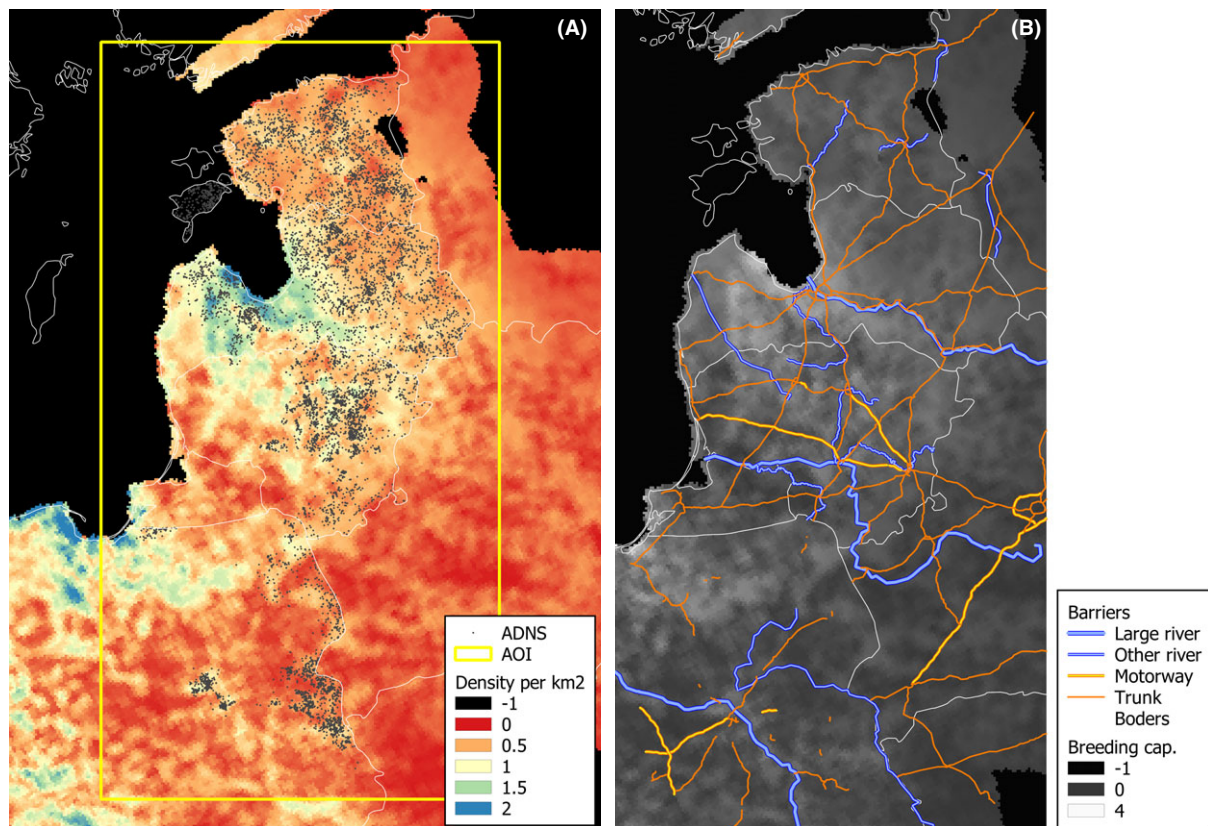 (A)
ADNS
AOI
Density per km2
-1
0
0.5
1
1.5
2
(B)
Barriers
Large river
Other river
Motorway
Trunk
Boders
Breeding cap.
-1
0
4